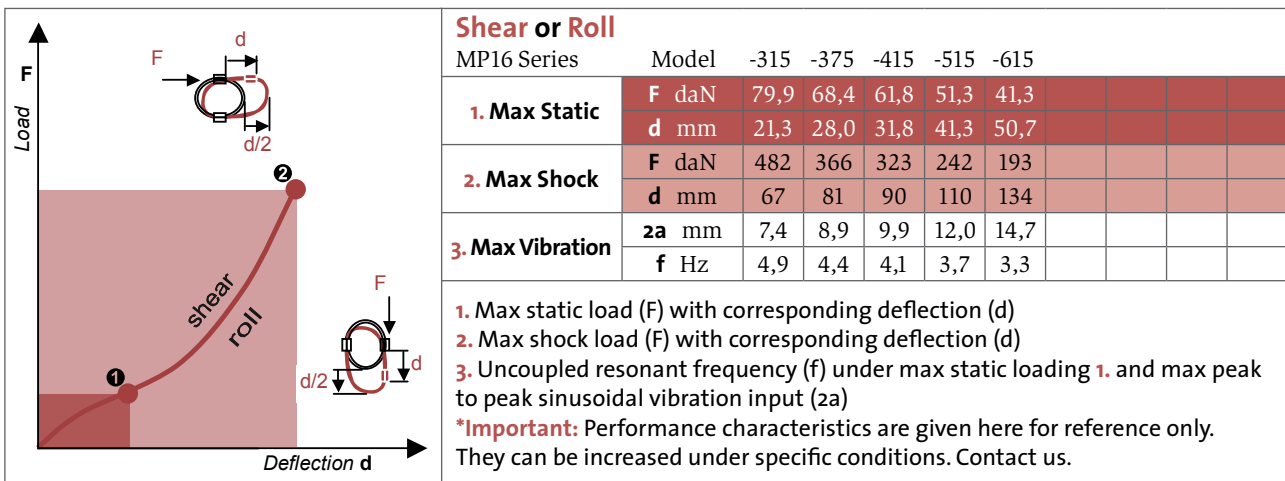 F
Load
F
d
d/2
❷
shear
roll
❶
F
d
d/2
Deflection d
Shear or Roll
MP16 Series Model -315 -375 -415 -515 -615
1. Max Static F daN 79,9 68,4 61,8 51,3 41,3
d mm 21,3 28,0 31,8 41,3 50,7
2. Max Shock F daN 482 366 323 242 193
d mm 67 81 90 110 134
3. Max Vibration 2a mm 7,4 8,9 9,9 12,0 14,7
f Hz 4,9 4,4 4,1 3,7 3,3
1. Max static load (F) with corresponding deflection (d)
2. Max shock load (F) with corresponding deflection (d)
3. Uncoupled resonant frequency (f) under max static loading 1. and max peak
to peak sinusoidal vibration input (2a)
*Important: Performance characteristics are given here for reference only.
They can be increased under specific conditions. Contact us.